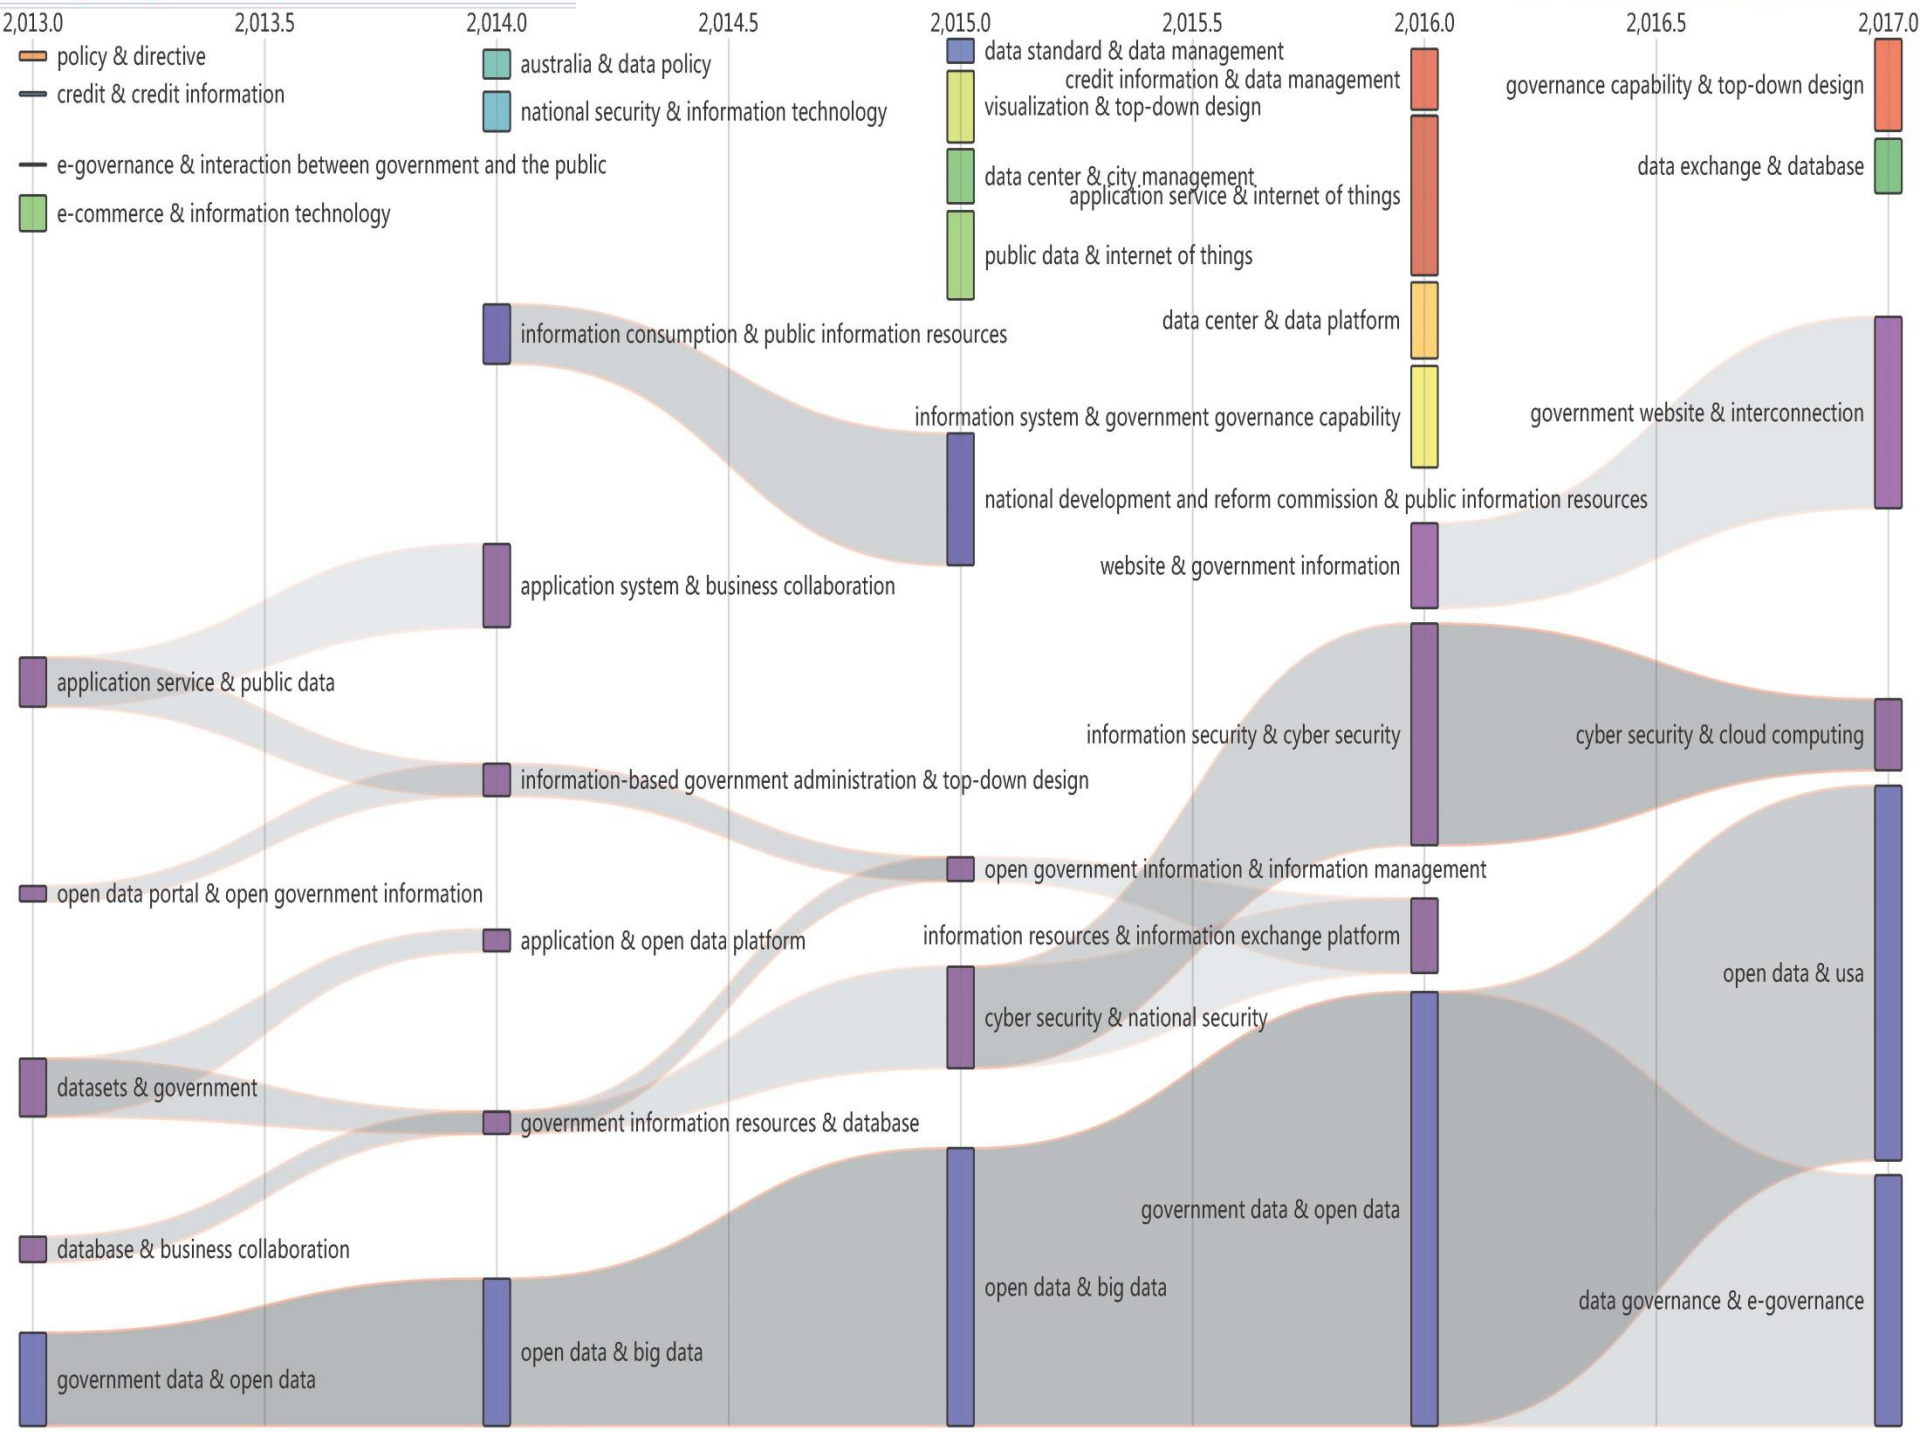 2,013.0
2,013.5
2,014.0
2,014.5
2,015.0
2,015.5
2,016.0
2,016.5
2,017.0
policy & directive
credit & credit information
e-governance & interaction between government and the public
e-commerce & information technology
application service & public data
open data portal & open government information
datasets & government
database & business collaboration
government data & open data
australia & data policy
national security & information technology
information consumption & public information resources
application system & business collaboration
information-based government administration & top-down design
application & open data platform
government information resources & database
open data & big data
data standard & data management
visualization & top-down design
data center & city management
public data & internet of things
national development and reform commission & public information resources
open government information & information management
cyber security & national security
open data & big data
credit information & data management
application service & internet of things
data center & data platform
information system & government governance capability
website & government information
information security & cyber security
information resources & information exchange platform
government data & open data
governance capability & top-down design
data exchange & database
government website & interconnection
cyber security & cloud computing
open data & usa
data governance & e-governance